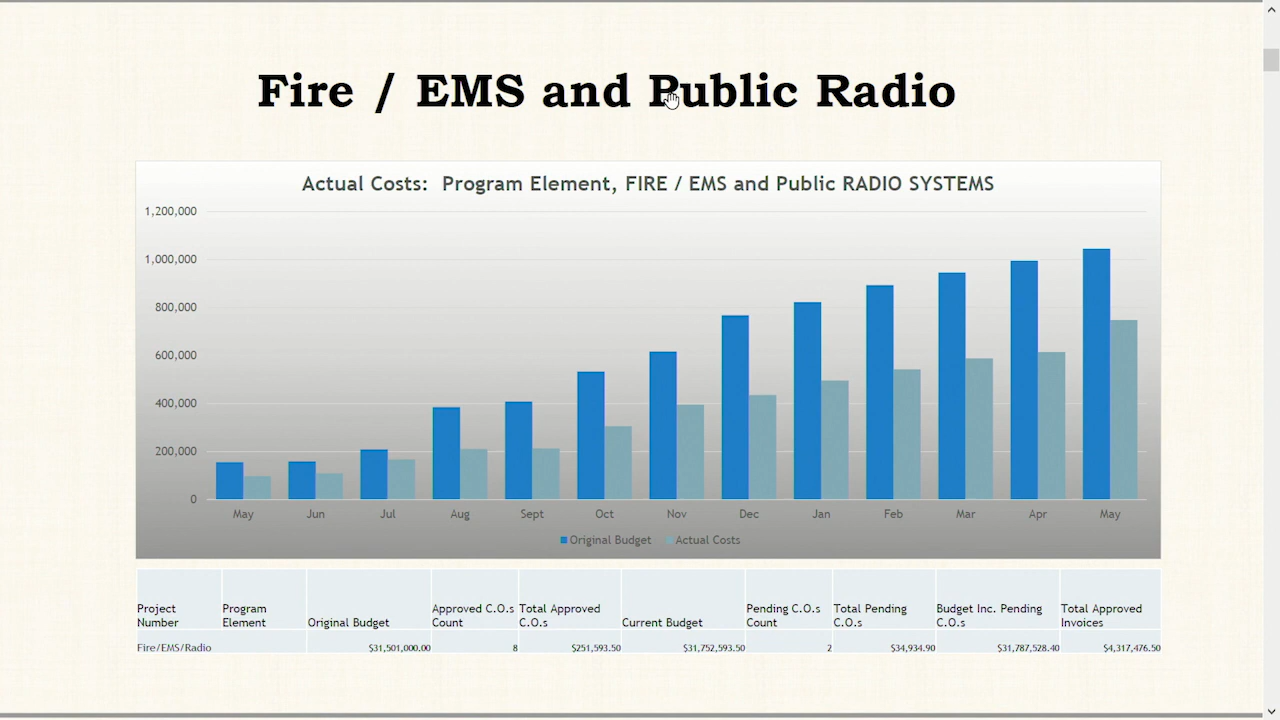 Fire / EMS and Public Radio
Actual Costs: Program Element, FIRE / EMS and Public RADIO SYSTEMS
1,200,000
1,000,000
800,000
600,000
400,000
200,000
0
May Jun Jul Aug Sept Oct Nov Dec Jan Feb Mar Apr May
Original Budget Actual Costs
Project Number Program Element Original Budget Approved C.O.s Count Total Approved C.O.s Current Budget Pending C.O.s Count Total Pending C.O.s Budget Inc. Pending C.O.s Total Approved Invoices
Fire/EMS/Radio $31,501,000.00 8 $251,593.50 $31,752,593.50 2 $34,934.90 $31,787,528.40 $4,317,476.50